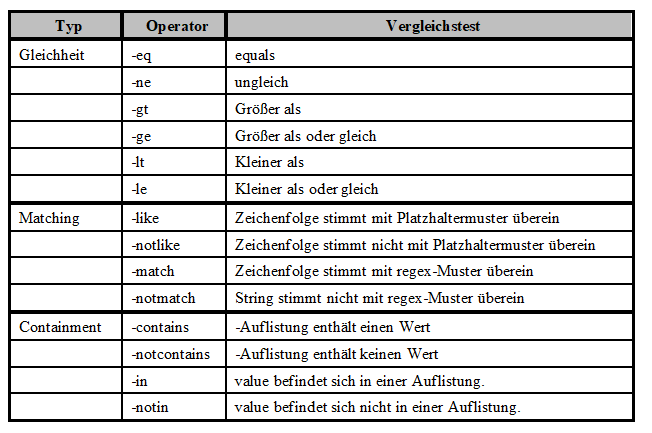 Typ Operator Vergleichstest
Gleichheit -eq equals
-ne ungleich
-gt Größer als
-ge Größer als oder gleich
-lt Kleiner als
-le Kleiner als oder gleich
Matching -like Zeichenfolge stimmt mit Platzhaltermuster überein
-notlike Zeichenfolge stimmt nicht mit Platzhaltermuster überein
-match Zeichenfolge stimmt mit regex-Muster überein
-notmatch String stimmt nicht mit regex-Muster überein
Containment -contains -Auflistung enthält einen Wert
-notcontains -Auflistung enthält keinen Wert
-in value befindet sich in einer Auflistung.
-notin value befindet sich nicht in einer Auflistung.